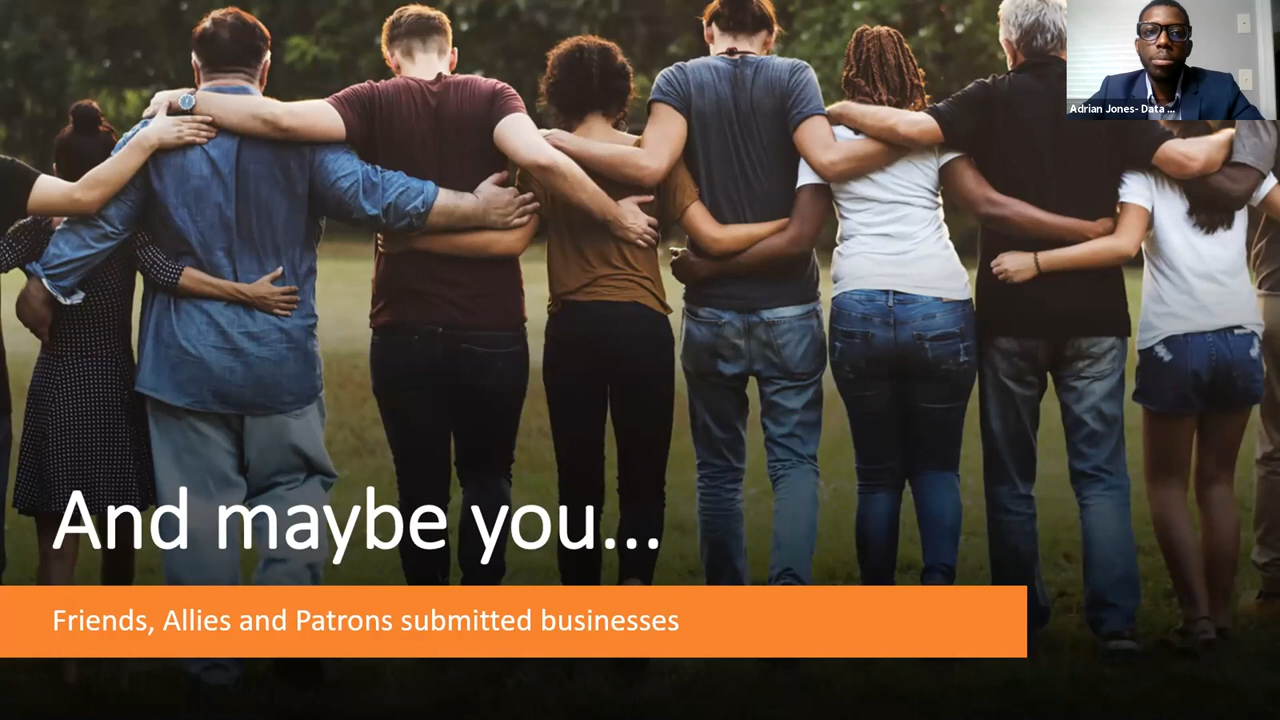 Adrian Jones- Data ...
And maybe you...
Friends, Allies and Patrons submitted businesses